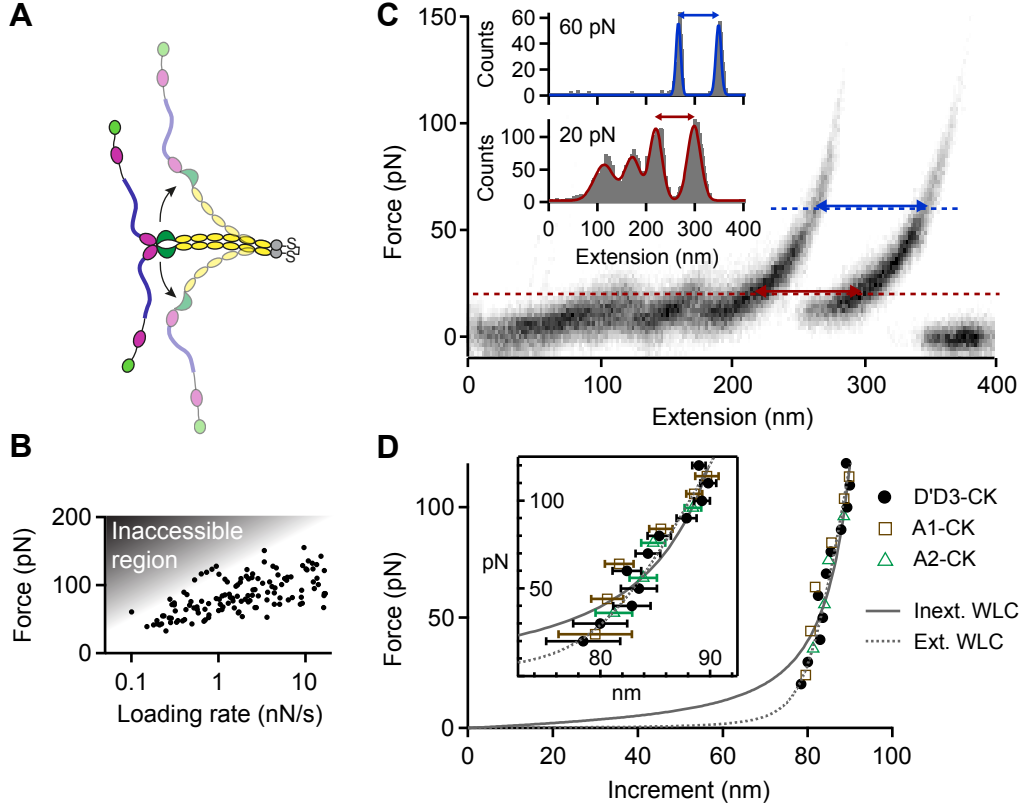 A
S
S
B
200
100
0
Force (pN)
Inaccessible
region
0.1
1
10
Loading rate (nN/s)
C
150
100
50
0
Force (pN)
0
100
200
300
400
Extension (nm)
60
40
20
0
Counts
60 pN
100
50
0
Counts
20 pN
0 100 200 300 400
Extension (nm)
D
100
50
0
Force (pN)
0
20
40
60
80
100
Increment (nm)
100
pN
50
80
90
nm
D'D3-CK
A1-CK
A2-CK
Inext. WLC
Ext. WLC